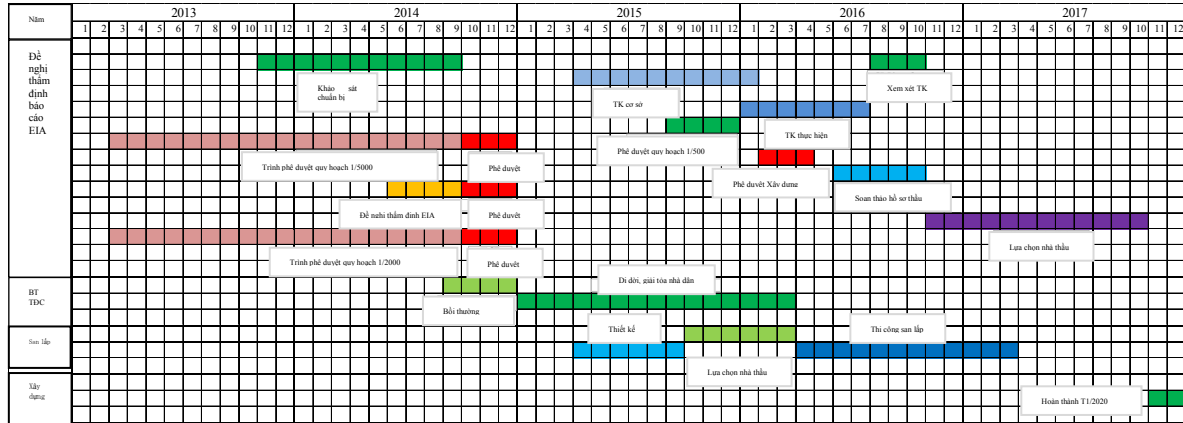 Năm
2013 2014 2015 2016 2017
1 2 3 4 5 6 7 8 9 10 11 12 1 2 3 4 5 6 7 8 9 10 11 12 1 2 3 4 5 6 7 8 9 10 11 12 1 2 3 4 5 6 7 8 9 10 11 12 1 2 3 4 5 6 7 8 9 10 11 12
Đề
nghị
thẩm
định
báo
cáo
EIA
Khảo sát
chuẩn bị
TK cơ sở
Xem xét TK
TK thực hiện
Phê duyệt quy hoạch 1/500
Trình phê duyệt quy hoạch 1/5000
Phê duyệt
Phê duyệt Xây dựng
Soạn thảo hồ sơ thầu
Đề nghị thẩm định EIA
Phê duyệt
Lựa chọn nhà thầu
Trình phê duyệt quy hoạch 1/2000
Phê duyệt
BT
TĐC
Di dời, giải tỏa nhà dân
Bồi thường
San lấp
Thiết kế
Thi công san lấp
Lựa chọn nhà thầu
Xây
dựng
Hoàn thành T1/2020